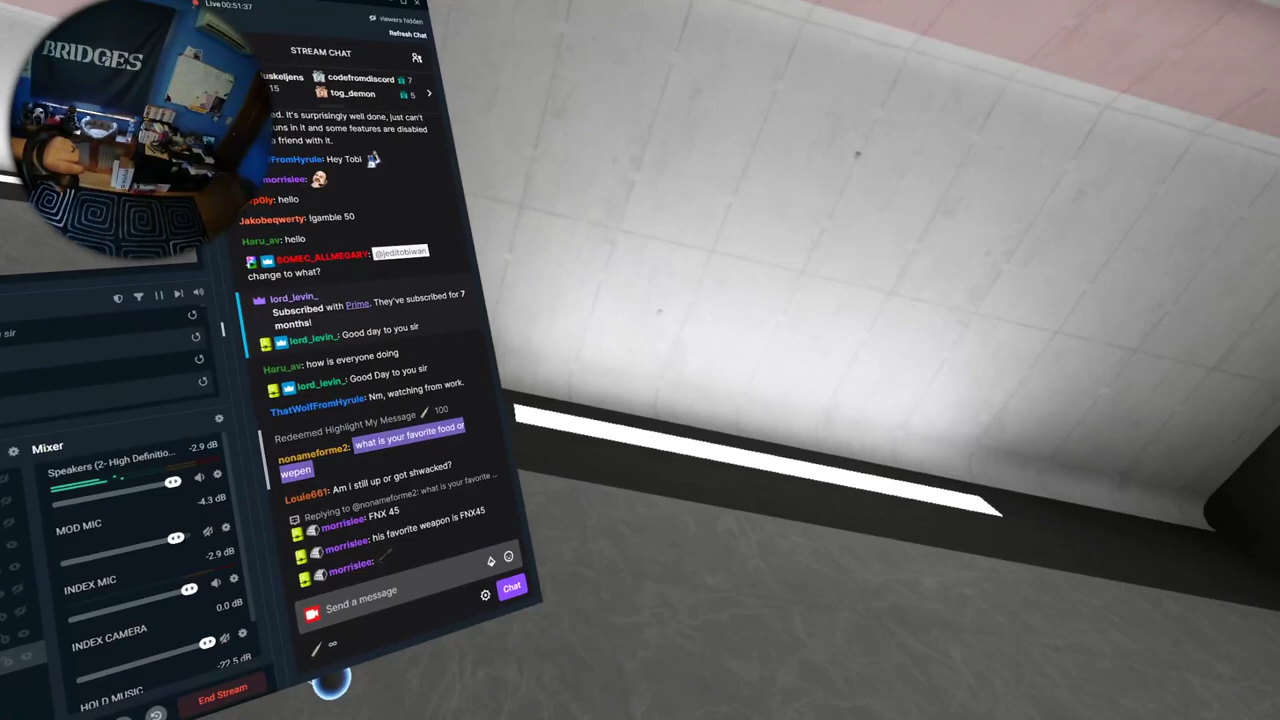 BRIDGES
Live 00:51:37
viewers hidden
Refresh Chat
STREAM CHAT
uskeljens
15
codefromdiscord 7
tog_demon 5
ed. It's surprisingly well done, just can't
uns in it and some features are disabled
a friend with it.
FromHyrule: Hey Tobi
morrislee:
p0ly: hello
Jakobeqwerty: !gamble 50
Haru_av: hello
SOMEC_ALLMEGARY: @jeditobiwan
change to what?
lord_levin_
Subscribed with Prime. They've subscribed for 7
months!
lord_levin_: Good day to you sir
Haru_av: how is everyone doing
lord_levin_: Good Day to you sir
ThatWolfFromHyrule: Nm, watching from work.
Redeemed Highlight My Message 100
nonameforme2: what is your favorite food or
wepen
Louie661: Am i still up or got shwacked?
Replying to @nonameforme2: what is your favorite ...
morrislee: FNX 45
morrislee: his favorite weapon is FNX45
morrislee:
Send a message
Chat
∞
sir
Mixer
Speakers (2- High Definitio...
-2.9 dB
MOD MIC
-4.3 dB
INDEX MIC
-2.9 dB
INDEX CAMERA
0.0 dB
HOLD MUSIC
-22.5 dB
End Stream